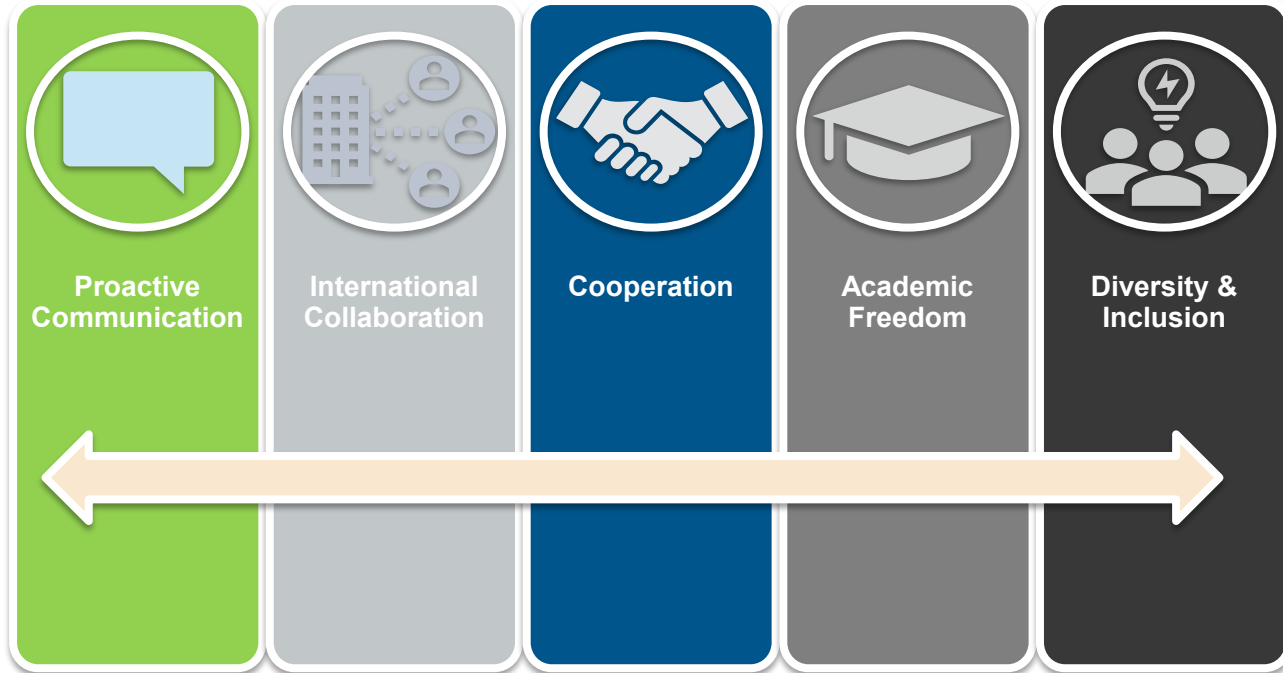 Proactive
Communication
International
Collaboration
Cooperation
Academic
Freedom
Diversity &
Inclusion